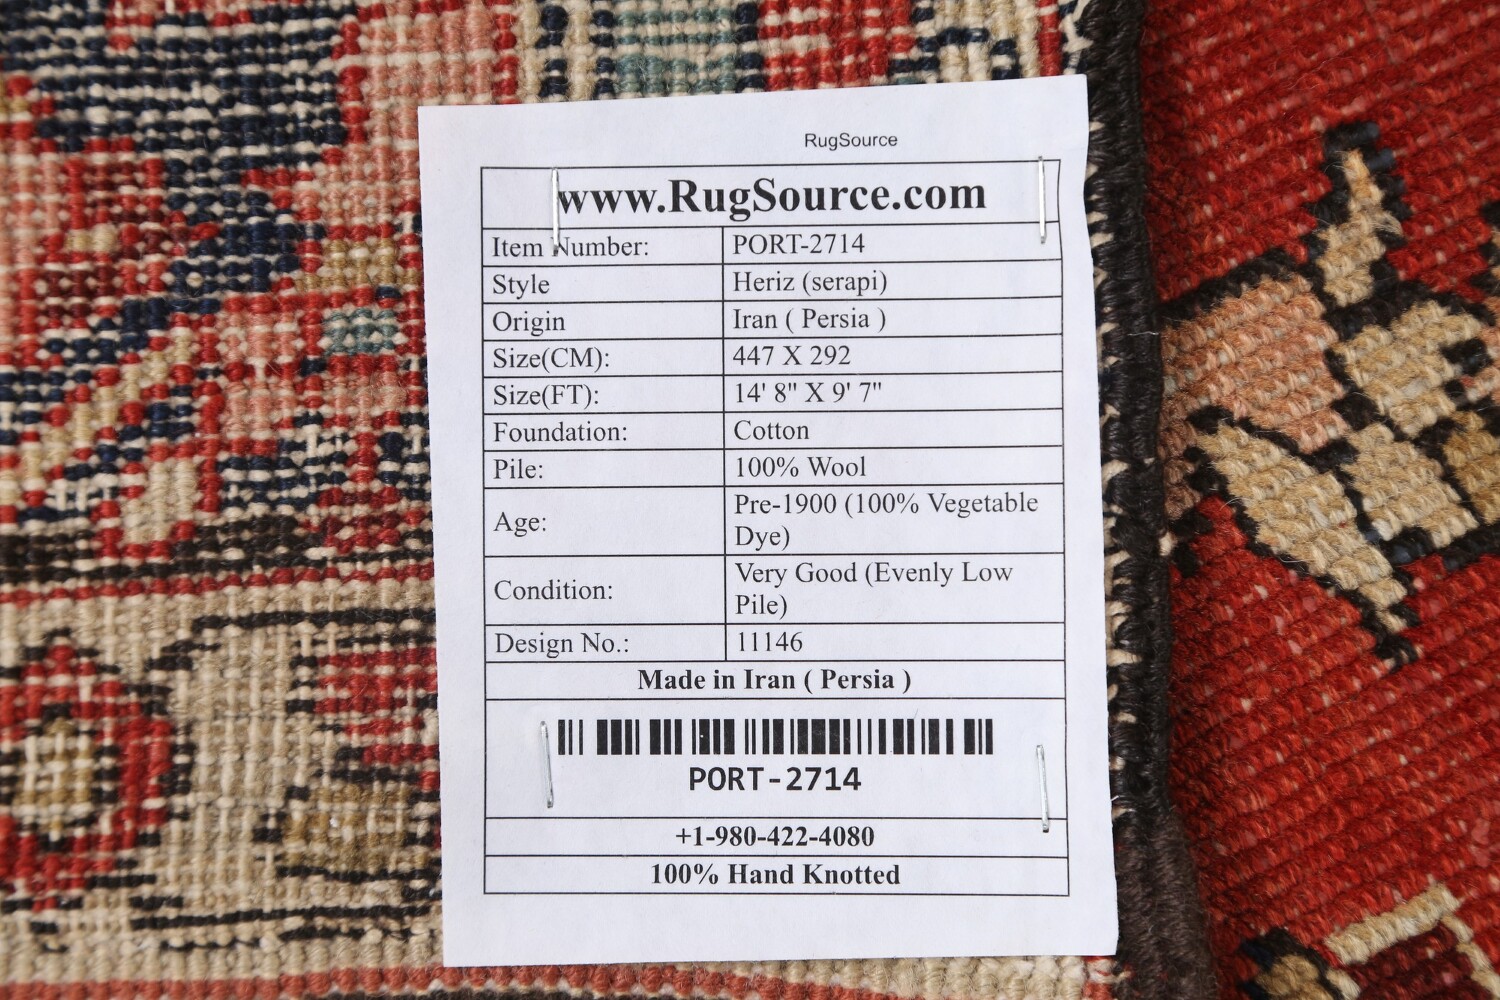 RugSource
www.RugSource.com
Item Number: PORT-2714
Style Heriz (serapi)
Origin Iran ( Persia )
Size(CM): 447 X 292
Size(FT): 14' 8" X 9' 7"
Foundation: Cotton
Pile: 100% Wool
Age: Pre-1900 (100% Vegetable
Dye)
Condition: Very Good (Evenly Low
Pile)
Design No.: 11146
Made in Iran ( Persia )
PORT-2714
+1-980-422-4080
100% Hand Knotted